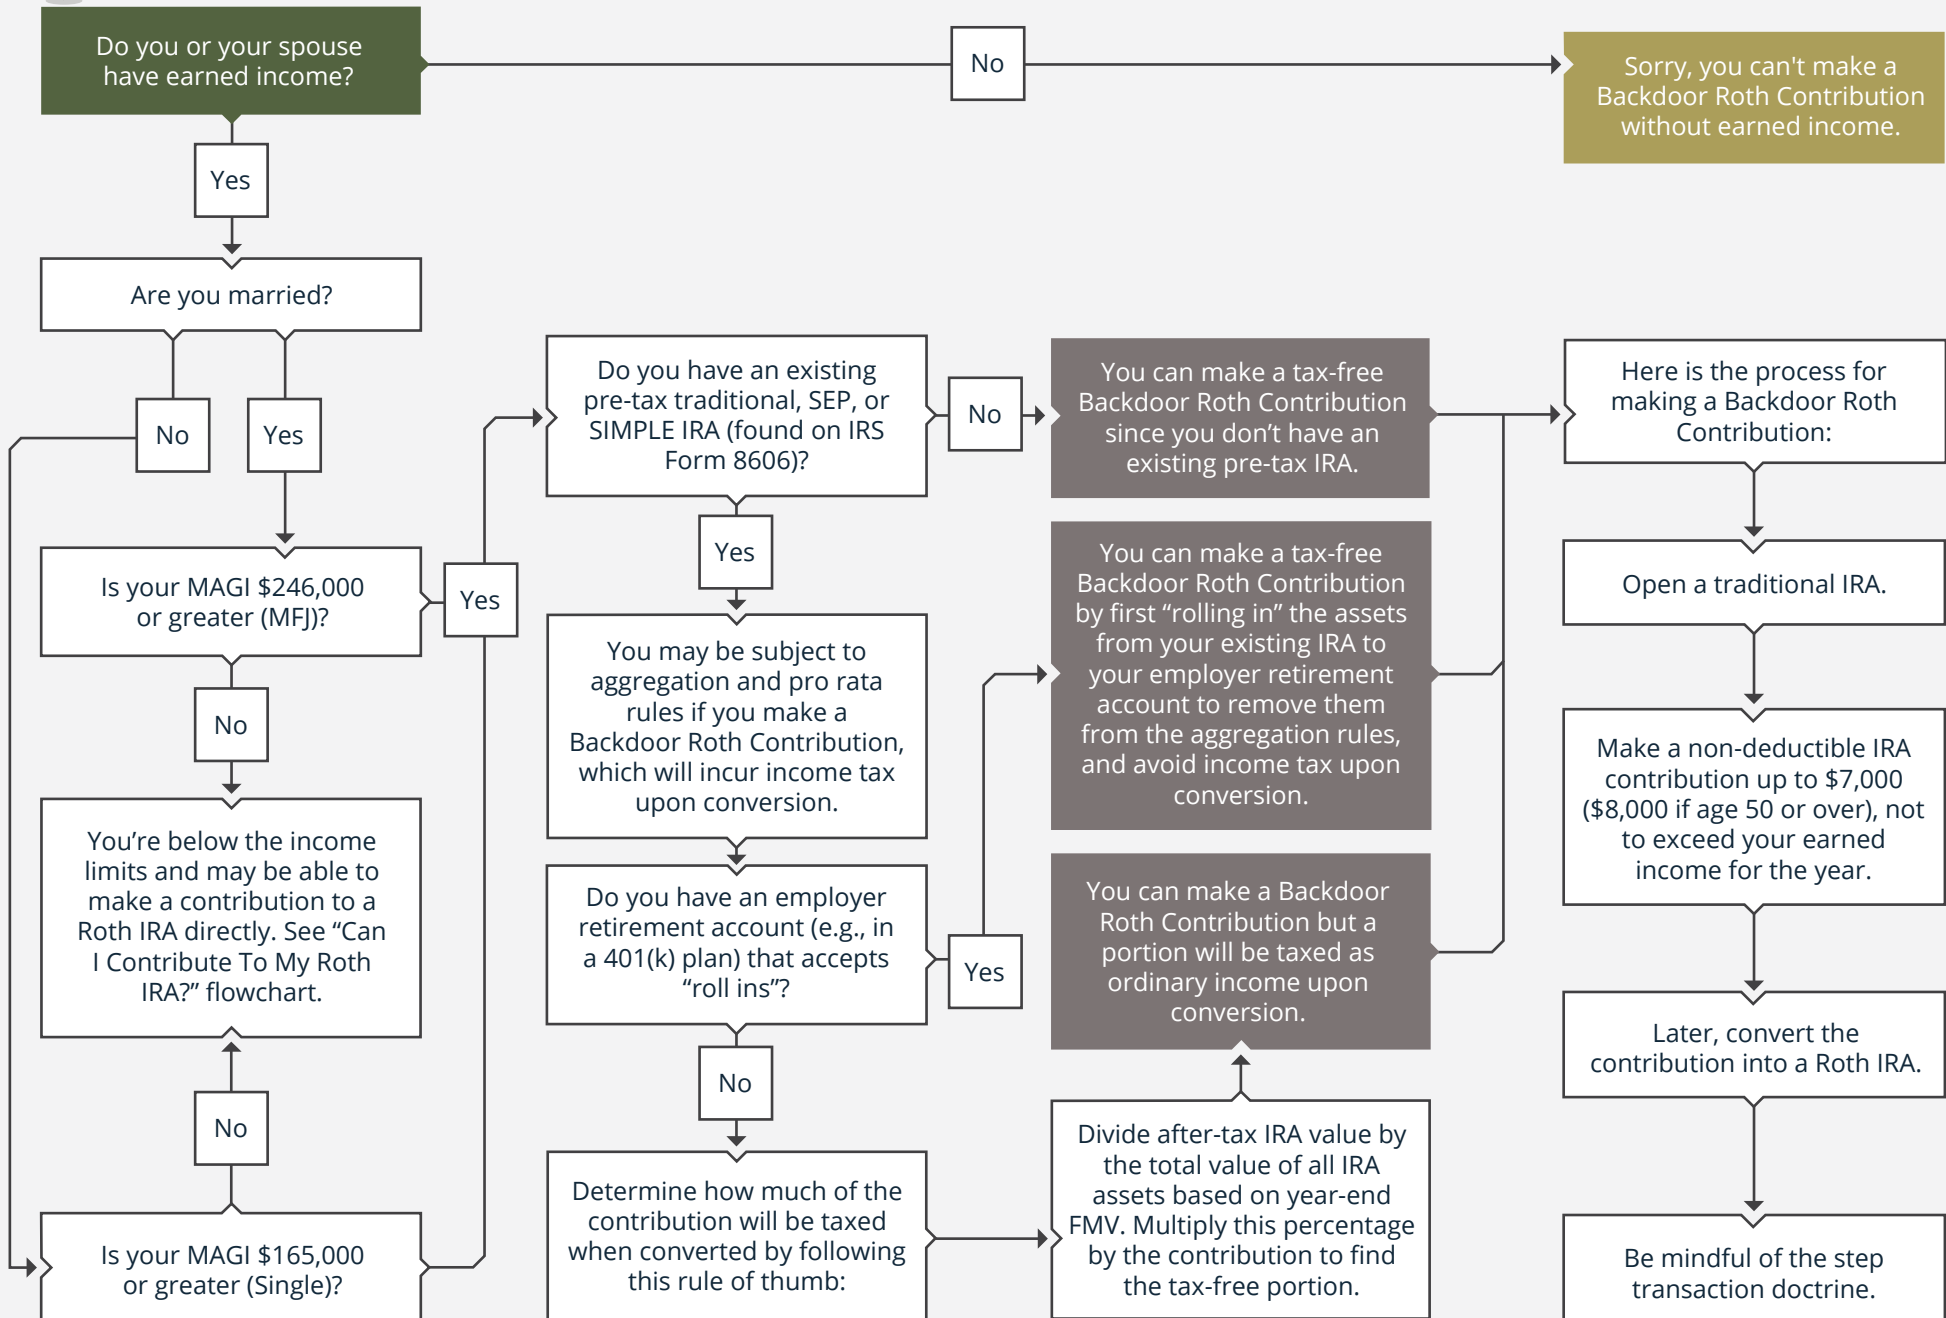 Do you or your spouse
have earned income?
No
Sorry, you can't make a
Backdoor Roth Contribution
without earned income.
Yes
Are you married?
No
Yes
Is your MAGI $246,000
or greater (MFJ)?
Yes
No
You’re below the income
limits and may be able to
make a contribution to a
Roth IRA directly. See “Can
I Contribute To My Roth
IRA?” flowchart.
No
Is your MAGI $165,000
or greater (Single)?
Do you have an existing
pre-tax traditional, SEP, or
SIMPLE IRA (found on IRS
Form 8606)?
No
Yes
You may be subject to
aggregation and pro rata
rules if you make a
Backdoor Roth Contribution,
which will incur income tax
upon conversion.
Do you have an employer
retirement account (e.g., in
a 401(k) plan) that accepts
“roll ins”?
Yes
No
Determine how much of the
contribution will be taxed
when converted by following
this rule of thumb:
You can make a tax-free
Backdoor Roth Contribution
since you don’t have an
existing pre-tax IRA.
You can make a tax-free
Backdoor Roth Contribution
by first “rolling in” the assets
from your existing IRA to
your employer retirement
account to remove them
from the aggregation rules,
and avoid income tax upon
conversion.
You can make a Backdoor
Roth Contribution but a
portion will be taxed as
ordinary income upon
conversion.
Divide after-tax IRA value by
the total value of all IRA
assets based on year-end
FMV. Multiply this percentage
by the contribution to find
the tax-free portion.
Here is the process for
making a Backdoor Roth
Contribution:
Open a traditional IRA.
Make a non-deductible IRA
contribution up to $7,000
($8,000 if age 50 or over), not
to exceed your earned
income for the year.
Later, convert the
contribution into a Roth IRA.
Be mindful of the step
transaction doctrine.